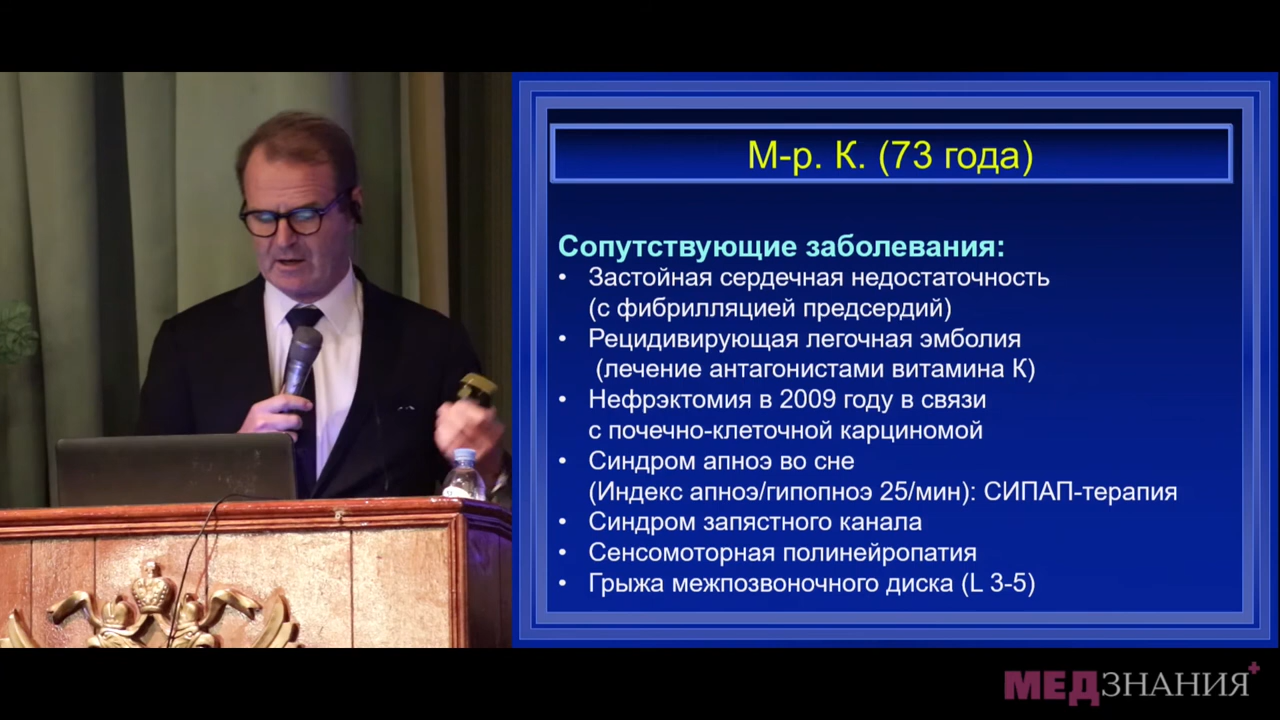 М-р. К. (73 года)
Сопутствующие заболевания:
• Застойная сердечная недостаточность
(с фибрилляцией предсердий)
• Рецидивирующая легочная эмболия
(лечение антагонистами витамина К)
• Нефрэктомия в 2009 году в связи
с почечно-клеточной карциномой
• Синдром апноэ во сне
(Индекс апноэ/гипопноэ 25/мин): СИПАП-терапия
• Синдром запястного канала
• Сенсомоторная полинейропатия
• Грыжа межпозвоночного диска (L 3-5)
МЕДЗНАНИЯ+